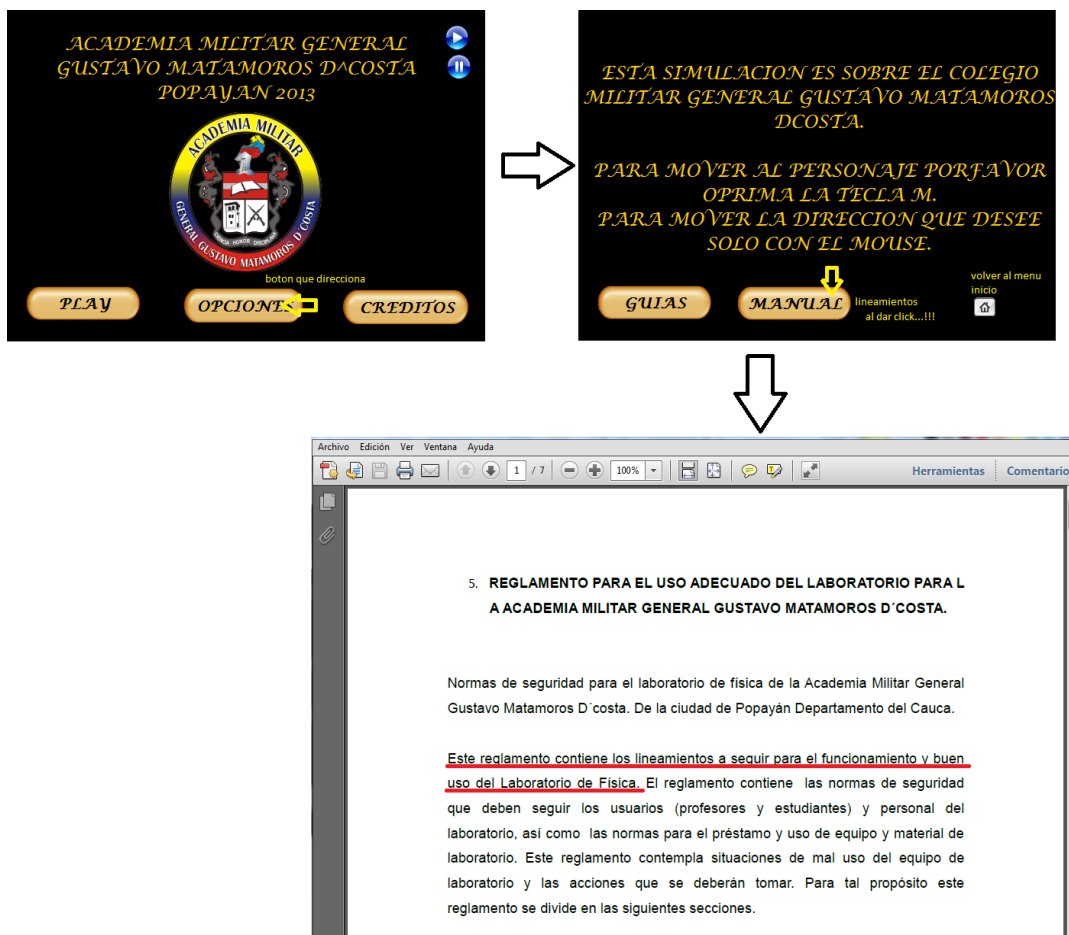 ACADEMIA MILITAR GENERAL
GUSTAVO MATAMOROS D^COSTA
POPAYAN 2013
ACADEMIA MILITAR
GENERAL GUSTAVO MATAMOROS D´COSTA
CIENCIA HONOR DISCIPLINA
boton que direcciona
PLAY
OPCIONES
CREDITOS
ESTA SIMULACION ES SOBRE EL COLEGIO
MILITAR GENERAL GUSTAVO MATAMOROS
DCOSTA.
PARA MOVER AL PERSONAJE PORFAVOR
OPRIMA LA TECLA M.
PARA MOVER LA DIRECCION QUE DESEE
SOLO CON EL MOUSE.
GUIAS
MANUAL
lineamientos
al dar click...!!!
volver al menu
inicio
Archivo Edición Ver Ventana Ayuda
1 / 7 100% Herramientas Comentario
5. REGLAMENTO PARA EL USO ADECUADO DEL LABORATORIO PARA L
A ACADEMIA MILITAR GENERAL GUSTAVO MATAMOROS D´COSTA.
Normas de seguridad para el laboratorio de física de la Academia Militar General
Gustavo Matamoros D´costa. De la ciudad de Popayán Departamento del Cauca.
Este reglamento contiene los lineamientos a seguir para el funcionamiento y buen
uso del Laboratorio de Física. El reglamento contiene las normas de seguridad
que deben seguir los usuarios (profesores y estudiantes) y personal del
laboratorio, así como las normas para el préstamo y uso de equipo y material de
laboratorio. Este reglamento contempla situaciones de mal uso del equipo de
laboratorio y las acciones que se deberán tomar. Para tal propósito este
reglamento se divide en las siguientes secciones.